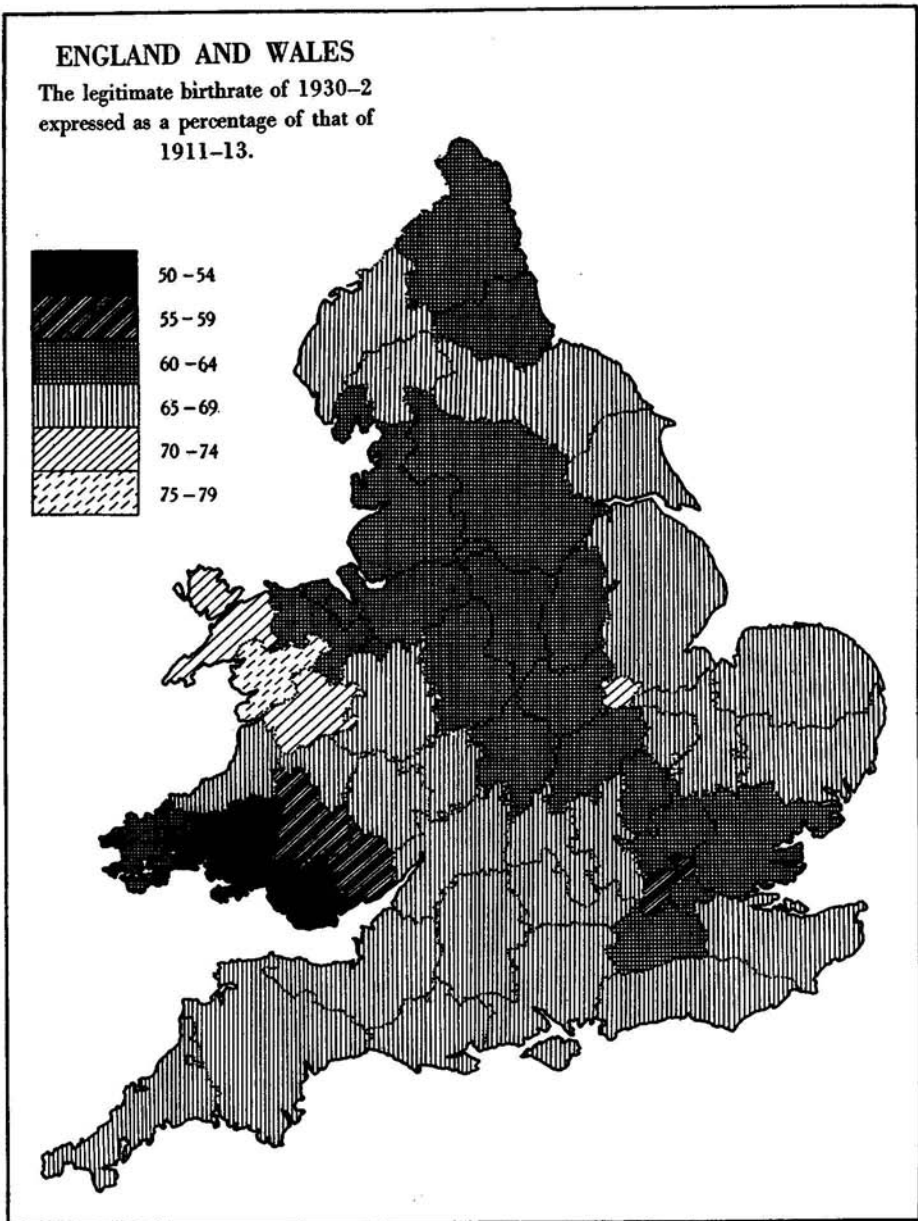 ENGLAND AND WALES
The legitimate birthrate of 1930–2
expressed as a percentage of that of
1911–13.
50 – 54
55 – 59
60 – 64
65 – 69
70 – 74
75 – 79